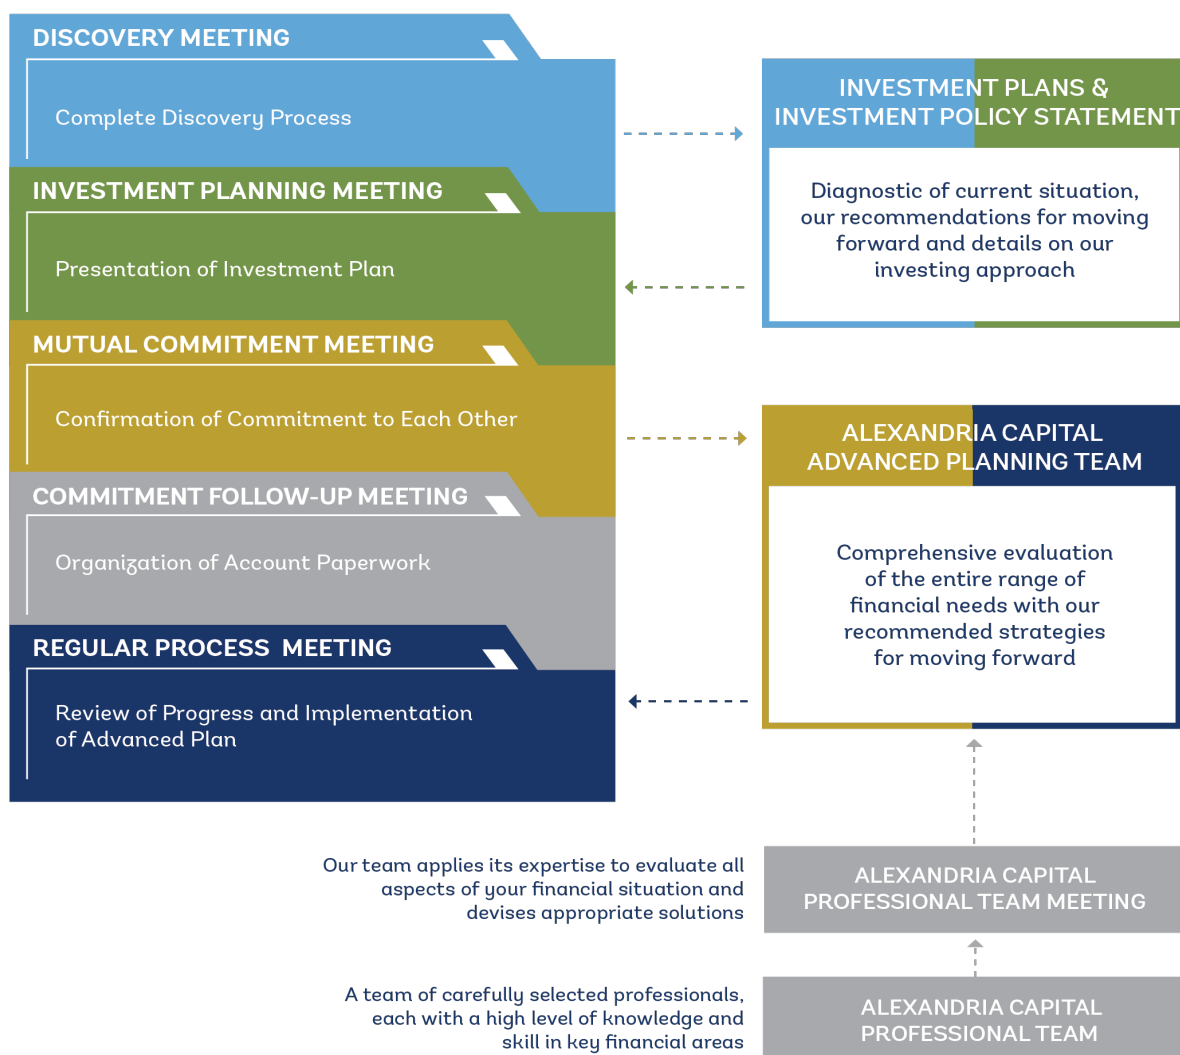 DISCOVERY MEETING
Complete Discovery Process
INVESTMENT PLANNING MEETING
Presentation of Investment Plan
MUTUAL COMMITMENT MEETING
Confirmation of Commitment to Each Other
COMMITMENT FOLLOW-UP MEETING
Organization of Account Paperwork
REGULAR PROCESS MEETING
Review of Progress and Implementation
of Advanced Plan
INVESTMENT PLANS &
INVESTMENT POLICY STATEMENT
Diagnostic of current situation,
our recommendations for moving
forward and details on our
investing approach
ALEXANDRIA CAPITAL
ADVANCED PLANNING TEAM
Comprehensive evaluation
of the entire range of
financial needs with our
recommended strategies
for moving forward
Our team applies its expertise to evaluate all
aspects of your financial situation and
devises appropriate solutions
ALEXANDRIA CAPITAL
PROFESSIONAL TEAM MEETING
A team of carefully selected professionals,
each with a high level of knowledge and
skill in key financial areas
ALEXANDRIA CAPITAL
PROFESSIONAL TEAM